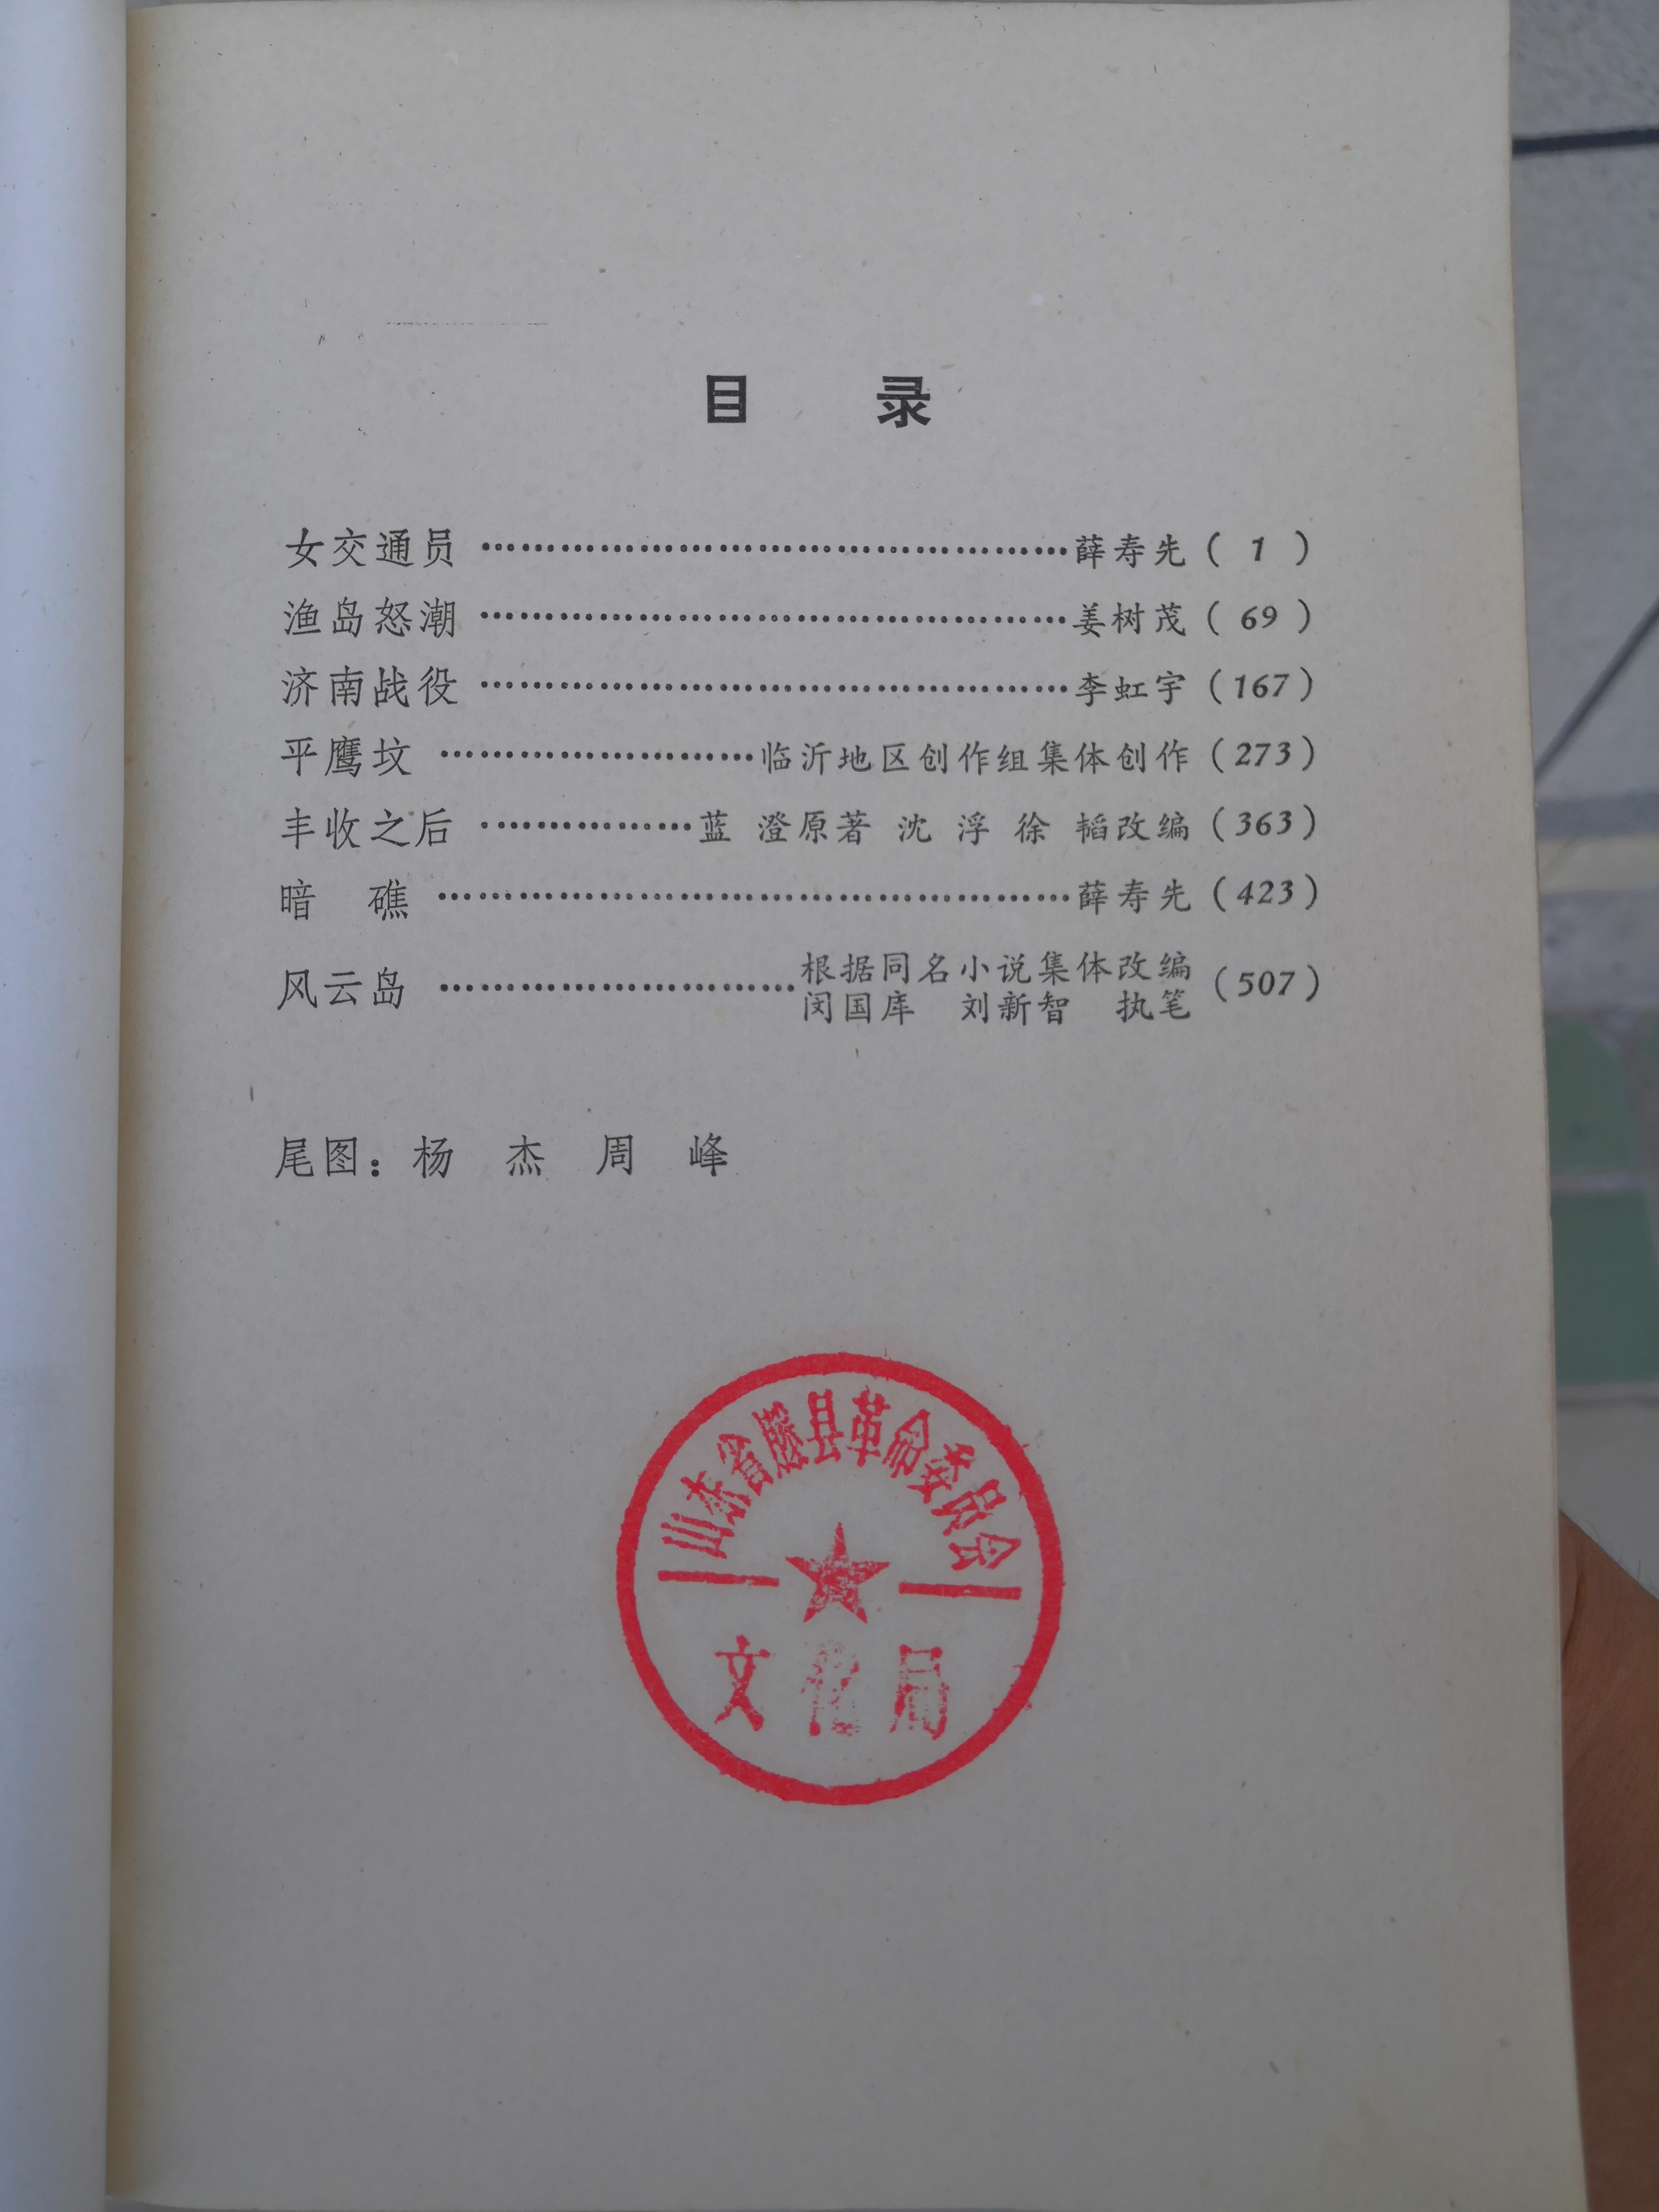 目 录
女交通员 ……………………………………薛寿先( 1 )
渔岛怒潮 ……………………………………姜树茂( 69 )
济南战役 ……………………………………李虹宇(167)
平鹰坟 ……………………临沂地区创作组集体创作(273)
丰收之后 ……………蓝 澄原著 沈 浮 徐 韬改编(363)
暗 礁 ………………………………………薛寿先(423)
风云岛 ………………………根据同名小说集体改编
闵国库 刘新智 执笔 (507)
尾图:杨 杰 周 峰
山东省滕县革命委员会
文化局